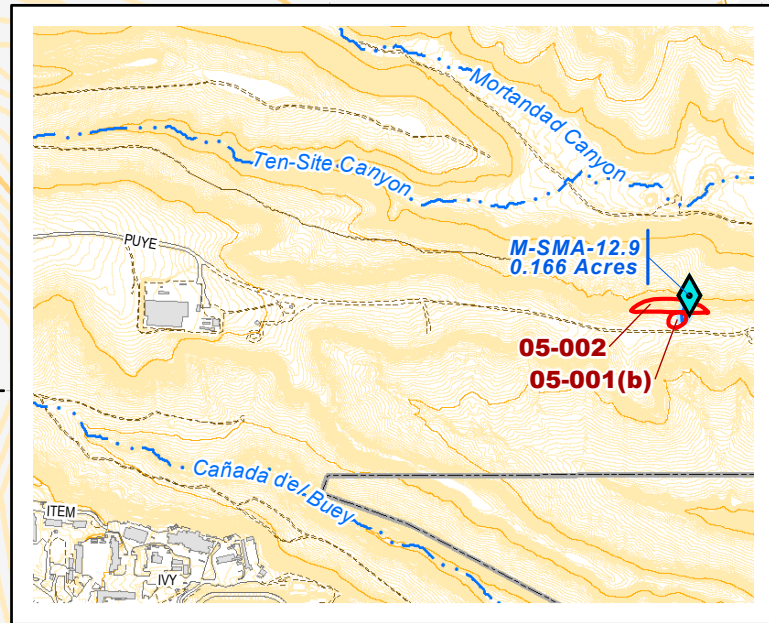 Mortandad Canyon
Ten-Site Canyon
PUYE
M-SMA-12.9
0.166 Acres
05-002
05-001(b)
Cañada del Buey
ITEM
IVY